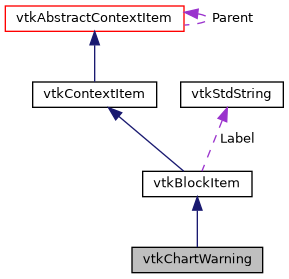 vtkAbstractContextItem
Parent
vtkContextItem
vtkStdString
Label
vtkBlockItem
vtkChartWarning